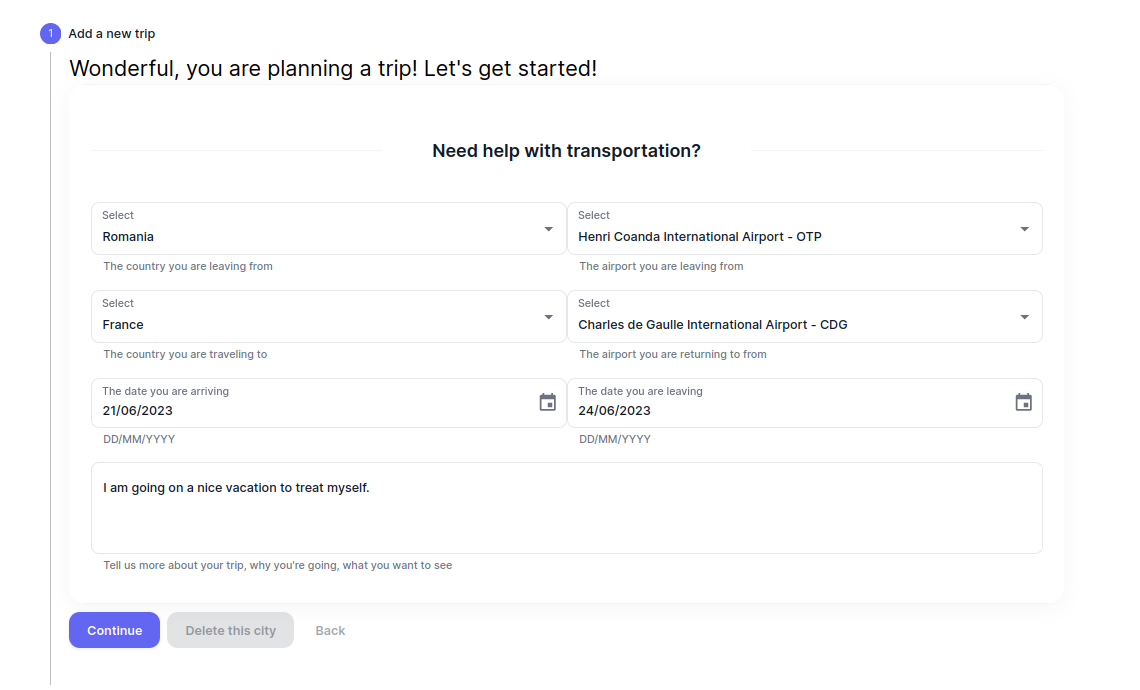 1 Add a new trip
Wonderful, you are planning a trip! Let's get started!
Need help with transportation?
Select
Romania
The country you are leaving from
Select
Henri Coanda International Airport - OTP
The airport you are leaving from
Select
France
The country you are traveling to
Select
Charles de Gaulle International Airport - CDG
The airport you are returning to from
The date you are arriving
21/06/2023
DD/MM/YYYY
The date you are leaving
24/06/2023
DD/MM/YYYY
I am going on a nice vacation to treat myself.
Tell us more about your trip, why you're going, what you want to see
Continue
Delete this city
Back